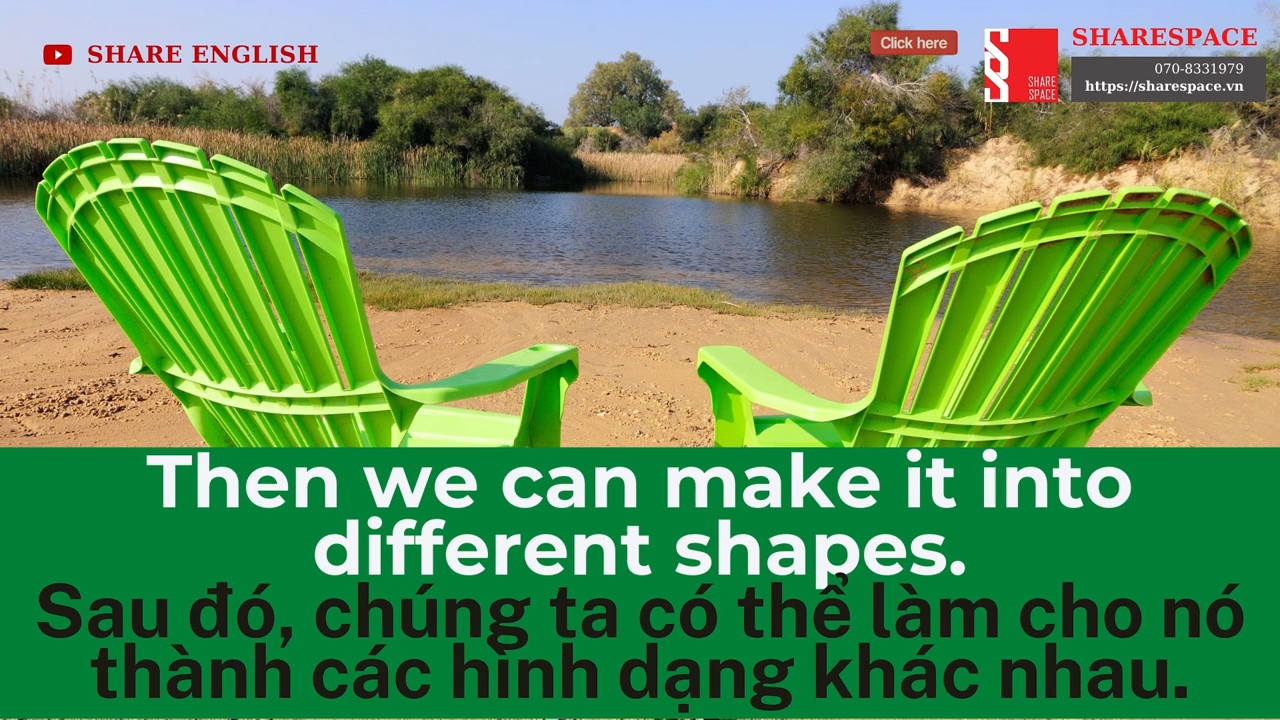 SHARE ENGLISH
Click here
SHARE
SPACE
SHARESPACE
070-8331979
https://sharespace.vn
Then we can make it into
different shapes.
Sau đó, chúng ta có thể làm cho nó
thành các hình dạng khác nhau.